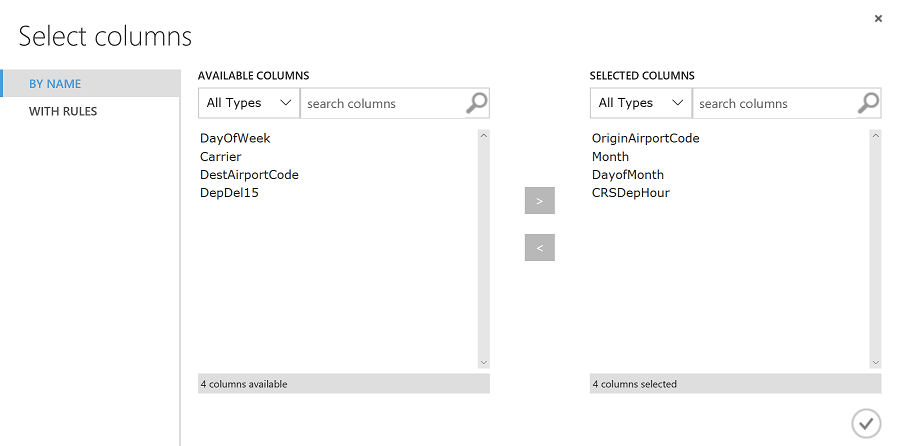 Select columns
BY NAME
WITH RULES
AVAILABLE COLUMNS
All Types
search columns
DayOfWeek
Carrier
DestAirportCode
DepDel15
4 columns available
>
<
SELECTED COLUMNS
All Types
search columns
OriginAirportCode
Month
DayofMonth
CRSDepHour
4 columns selected